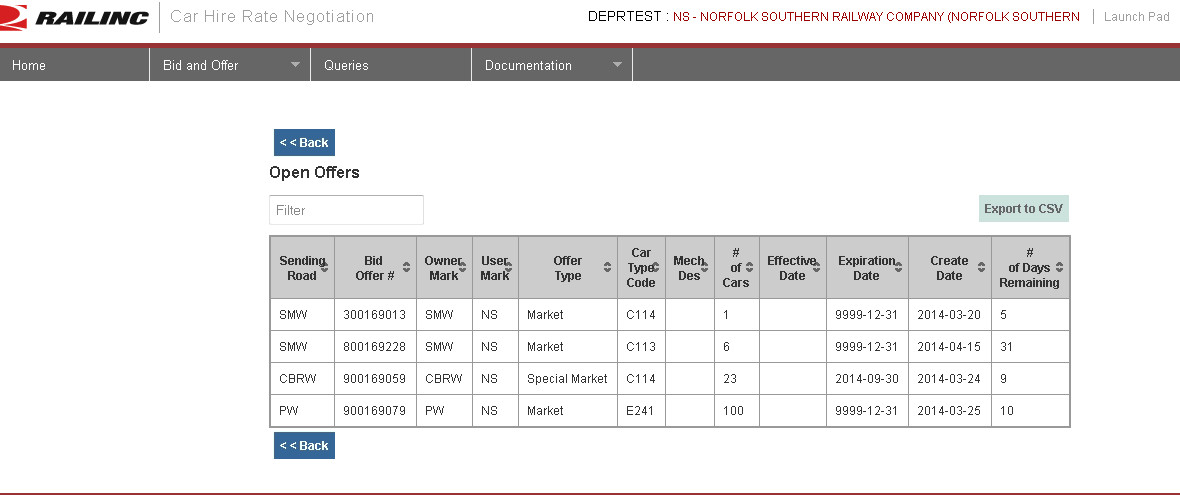 RAILINC Car Hire Rate Negotiation DEPRTEST : NS - NORFOLK SOUTHERN RAILWAY COMPANY (NORFOLK SOUTHERN Launch Pad
Home Bid and Offer Queries Documentation
<< Back
Open Offers
Filter Export to CSV
Sending Road Bid Offer # Owner Mark User Mark Offer Type Car Type Code Mech Des # of Cars Effective Date Expiration Date Create Date # of Days Remaining
SMW 300169013 SMW NS Market C114 1 9999-12-31 2014-03-20 5
SMW 800169228 SMW NS Market C113 6 9999-12-31 2014-04-15 31
CBRW 900169059 CBRW NS Special Market C114 23 2014-09-30 2014-03-24 9
PW 900169079 PW NS Market E241 100 9999-12-31 2014-03-25 10
<< Back